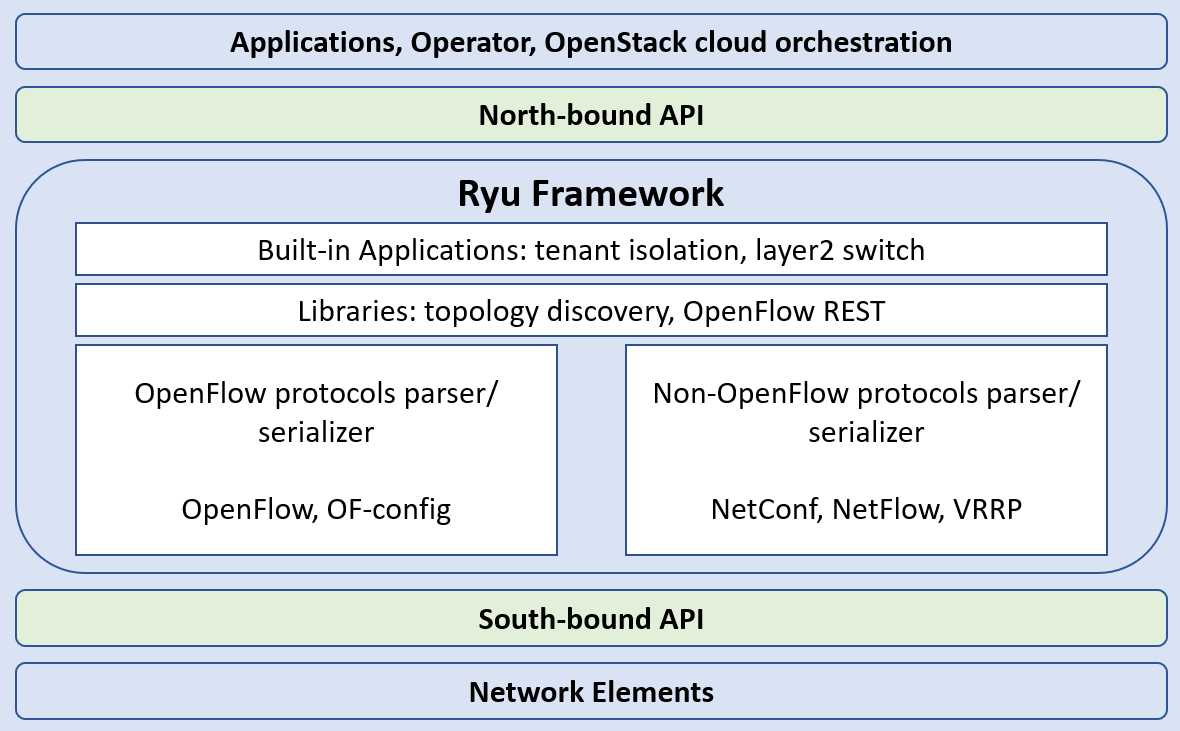 Applications, Operator, OpenStack cloud orchestration
North-bound API
Ryu Framework
Built-in Applications: tenant isolation, layer2 switch
Libraries: topology discovery, OpenFlow REST
OpenFlow protocols parser/
serializer
OpenFlow, OF-config
Non-OpenFlow protocols parser/
serializer
NetConf, NetFlow, VRRP
South-bound API
Network Elements